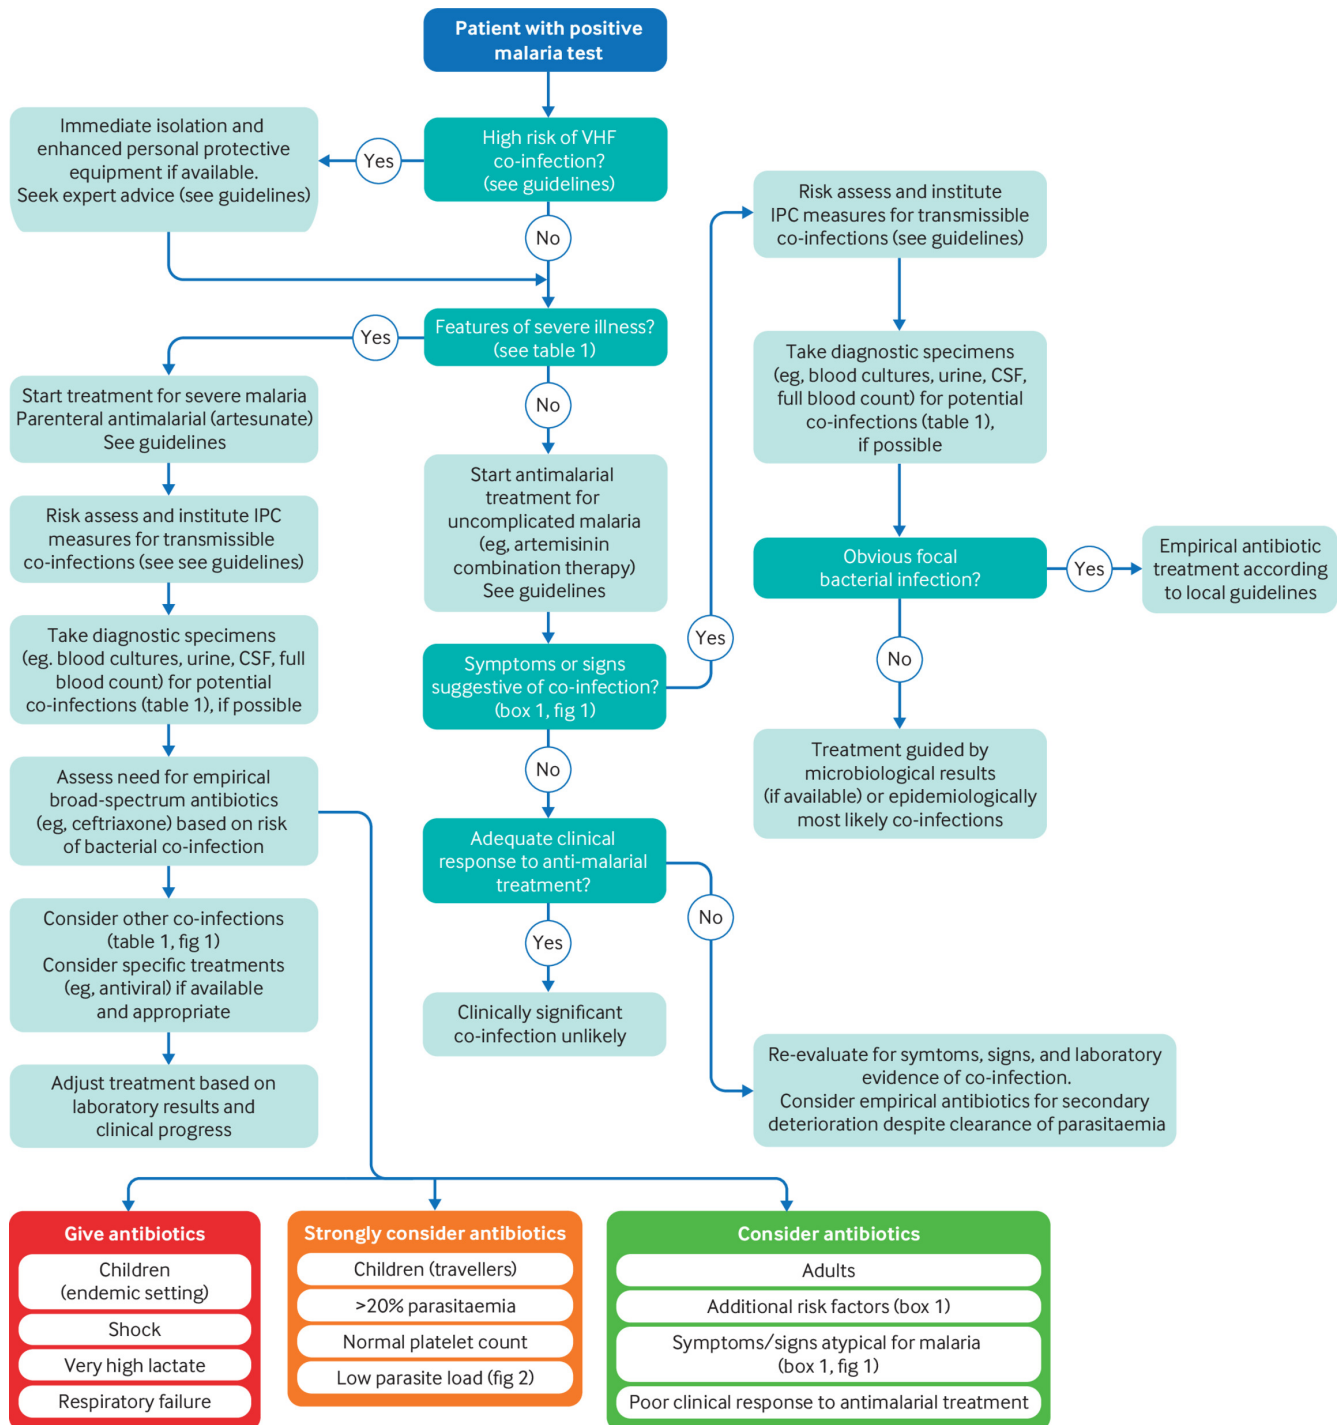 Patient with positive
malaria test
High risk of VHF
co-infection?
(see guidelines)
Yes
Immediate isolation and
enhanced personal protective
equipment if available.
Seek expert advice (see guidelines)
No
Features of severe illness?
(see table 1)
Yes
Start treatment for severe malaria
Parenteral antimalarial (artesunate)
See guidelines
Risk assess and institute IPC
measures for transmissible
co-infections (see see guidelines)
Take diagnostic specimens
(eg. blood cultures, urine, CSF, full
blood count) for potential
co-infections (table 1), if possible
Assess need for empirical
broad-spectrum antibiotics
(eg, ceftriaxone) based on risk
of bacterial co-infection
Consider other co-infections
(table 1, fig 1)
Consider specific treatments
(eg, antiviral) if available
and appropriate
Adjust treatment based on
laboratory results and
clinical progress
No
Start antimalarial
treatment for
uncomplicated malaria
(eg, artemisinin
combination therapy)
See guidelines
Symptoms or signs
suggestive of co-infection?
(box 1, fig 1)
Yes
No
Adequate clinical
response to anti-malarial
treatment?
Yes
Clinically significant
co-infection unlikely
No
Re-evaluate for symtoms, signs, and laboratory
evidence of co-infection.
Consider empirical antibiotics for secondary
deterioration despite clearance of parasitaemia
Risk assess and institute
IPC measures for transmissible
co-infections (see guidelines)
Take diagnostic specimens
(eg, blood cultures, urine, CSF,
full blood count) for potential
co-infections (table 1),
if possible
Obvious focal
bacterial infection?
Yes
Empirical antibiotic
treatment according
to local guidelines
No
Treatment guided by
microbiological results
(if available) or epidemiologically
most likely co-infections
Give antibiotics
Children
(endemic setting)
Shock
Very high lactate
Respiratory failure
Strongly consider antibiotics
Children (travellers)
>20% parasitaemia
Normal platelet count
Low parasite load (fig 2)
Consider antibiotics
Adults
Additional risk factors (box 1)
Symptoms/signs atypical for malaria
(box 1, fig 1)
Poor clinical response to antimalarial treatment